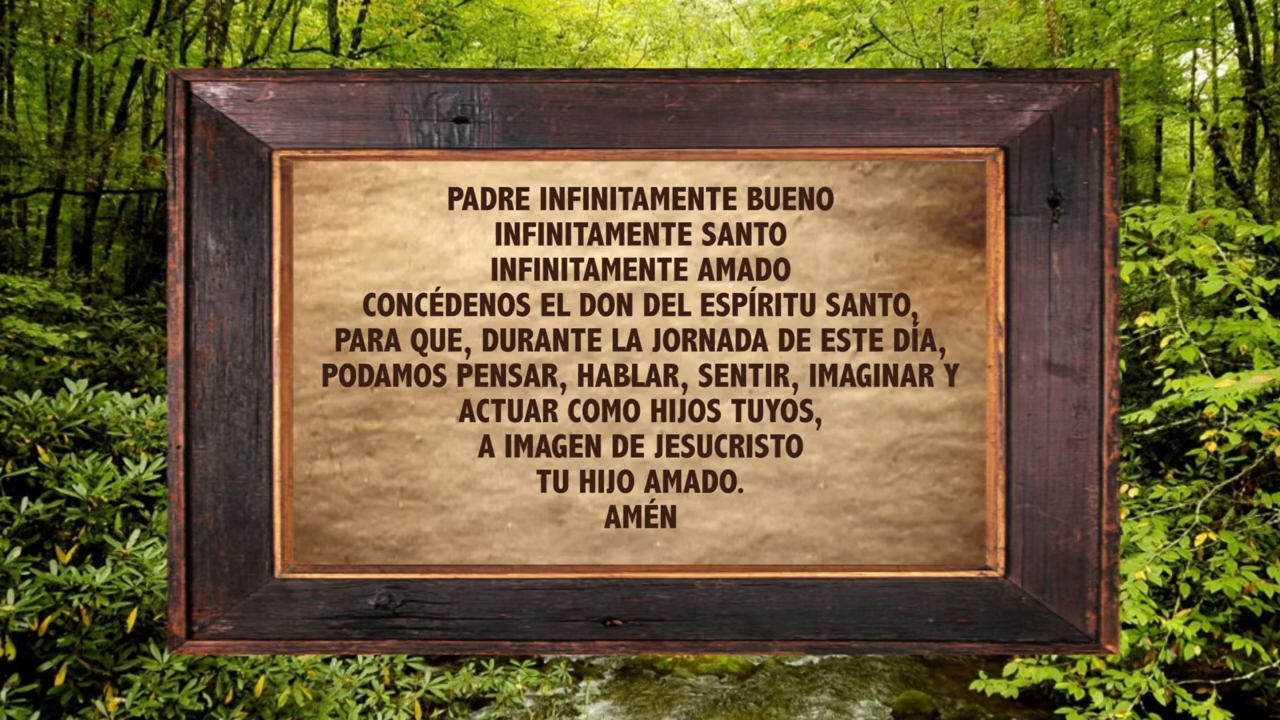 PADRE INFINITAMENTE BUENO
INFINITAMENTE SANTO
INFINITAMENTE AMADO
CONCÉDENOS EL DON DEL ESPÍRITU SANTO,
PARA QUE, DURANTE LA JORNADA DE ESTE DÍA,
PODAMOS PENSAR, HABLAR, SENTIR, IMAGINAR Y
ACTUAR COMO HIJOS TUYOS,
A IMAGEN DE JESUCRISTO
TU HIJO AMADO.
AMÉN